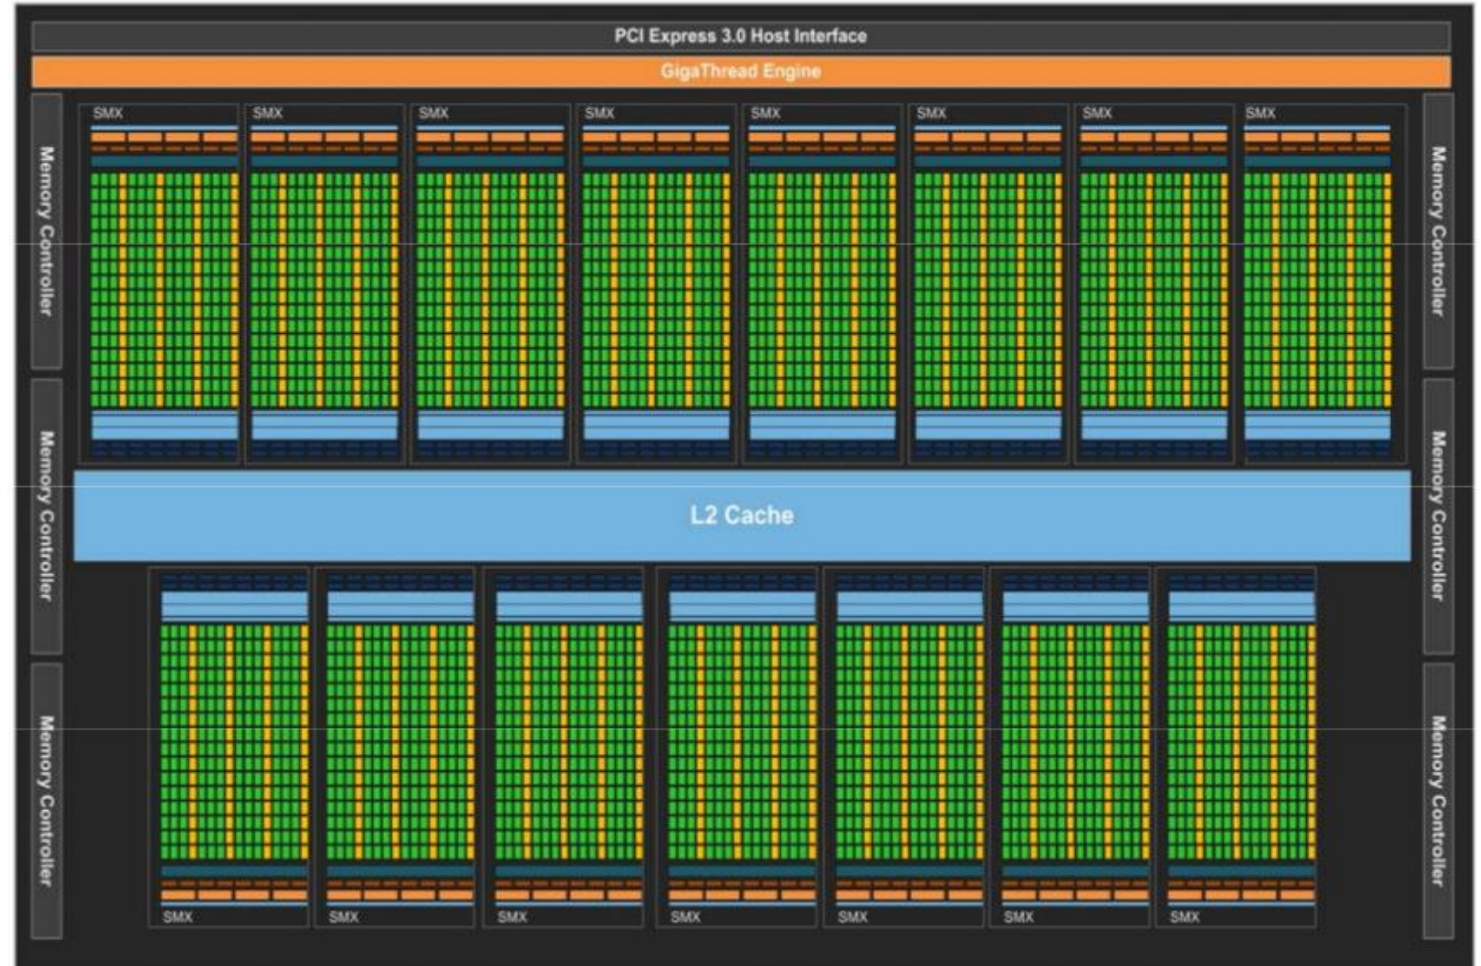 PCI Express 3.0 Host Interface
GigaThread Engine
SMX SMX SMX SMX SMX SMX SMX SMX
Memory Controller
Memory Controller
Memory Controller
Memory Controller
Memory Controller
Memory Controller
L2 Cache
SMX SMX SMX SMX SMX SMX SMX